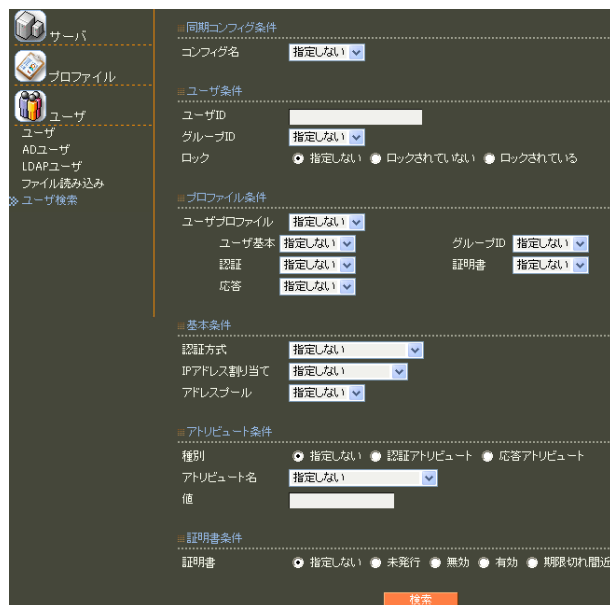 サーバ
プロファイル
ユーザ
ユーザ
ADユーザ
LDAPユーザ
ファイル読み込み
ユーザ検索
同期コンフィグ条件
コンフィグ名 指定しない
ユーザ条件
ユーザID
グループID 指定しない
ロック 指定しない ロックされていない ロックされている
プロファイル条件
ユーザプロファイル 指定しない
ユーザ基本 指定しない グループID 指定しない
認証 指定しない 証明書 指定しない
応答 指定しない
基本条件
認証方式 指定しない
IPアドレス割り当て 指定しない
アドレスプール 指定しない
アトリビュート条件
種別 指定しない 認証アトリビュート 応答アトリビュート
アトリビュート名 指定しない
値
証明書条件
証明書 指定しない 未発行 無効 有効 期限切れ間近
検索